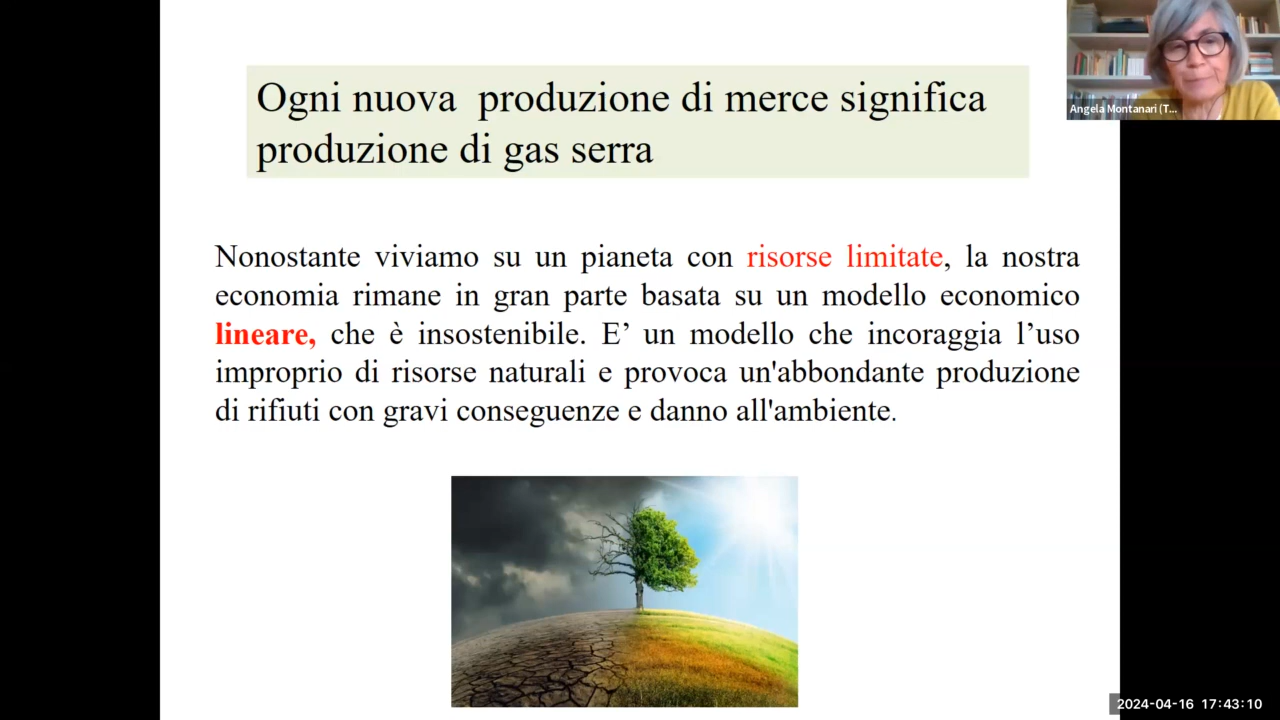 Ogni nuova produzione di merce significa
produzione di gas serra
Angela Montanari (T...
Nonostante viviamo su un pianeta con risorse limitate, la nostra
economia rimane in gran parte basata su un modello economico
lineare, che è insostenibile. E’ un modello che incoraggia l’uso
improprio di risorse naturali e provoca un'abbondante produzione
di rifiuti con gravi conseguenze e danno all'ambiente.
2024-04-16 17:43:10